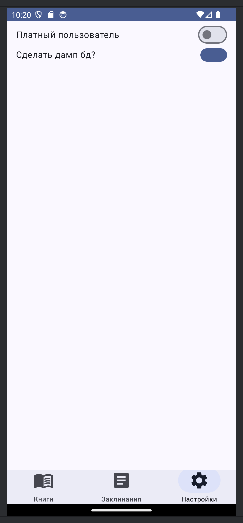 10:20
Платный пользователь
Сделать дамп бд?
Книги
Заклинания
Настройки